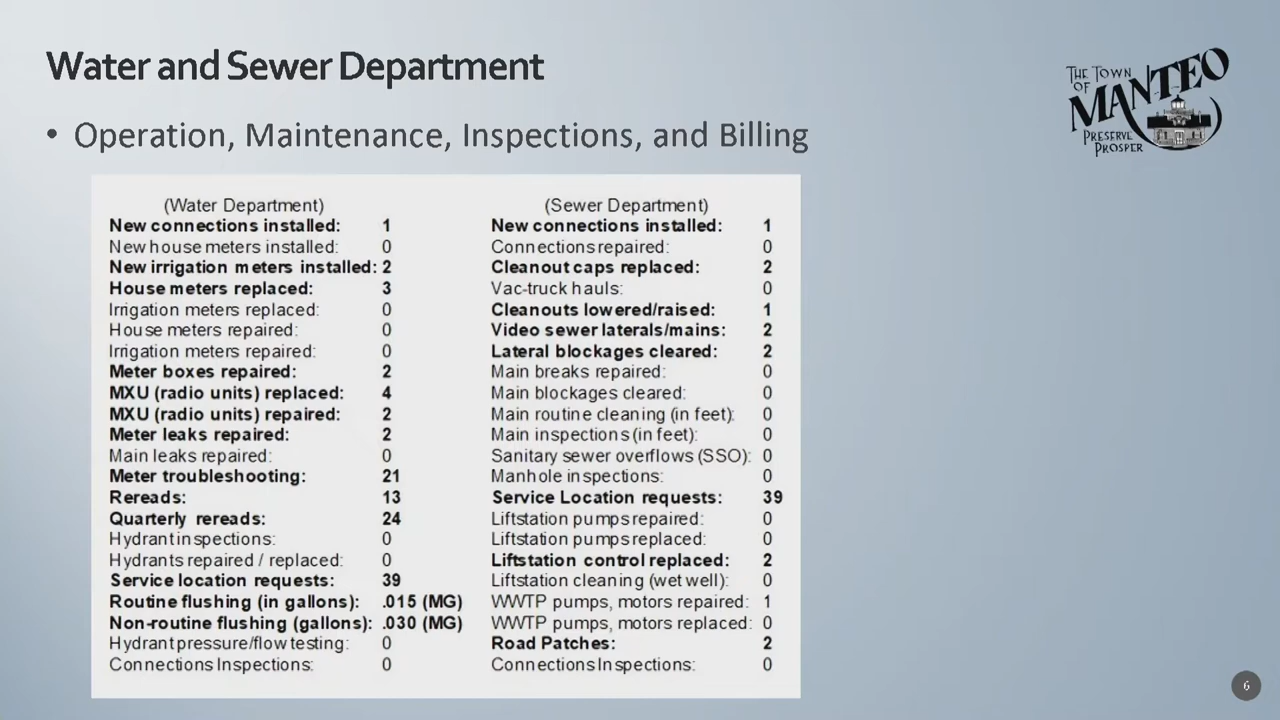 Water and Sewer Department
THE TOWN
OF
MANTEO
PRESERVE
PROSPER
• Operation, Maintenance, Inspections, and Billing
(Water Department)
New connections installed: 1
New house meters installed: 0
New irrigation meters installed: 2
House meters replaced: 3
Irrigation meters replaced: 0
House meters repaired: 0
Irrigation meters repaired: 0
Meter boxes repaired: 2
MXU (radio units) replaced: 4
MXU (radio units) repaired: 2
Meter leaks repaired: 2
Main leaks repaired: 0
Meter troubleshooting: 21
Rereads: 13
Quarterly rereads: 24
Hydrant inspections: 0
Hydrants repaired / replaced: 0
Service location requests: 39
Routine flushing (in gallons): .015 (MG)
Non-routine flushing (gallons): .030 (MG)
Hydrant pressure/flow testing: 0
Connections Inspections: 0
(Sewer Department)
New connections installed: 1
Connections repaired: 0
Cleanout caps replaced: 2
Vac-truck hauls: 0
Cleanouts lowered/raised: 1
Video sewer laterals/mains: 2
Lateral blockages cleared: 2
Main breaks repaired: 0
Main blockages cleared: 0
Main routine cleaning (in feet): 0
Main inspections (in feet): 0
Sanitary sewer overflows (SSO): 0
Manhole inspections: 0
Service Location requests: 39
Liftstation pumps repaired: 0
Liftstation pumps replaced: 0
Liftstation control replaced: 2
Liftstation cleaning (wet well): 0
WWTP pumps, motors repaired: 1
WWTP pumps, motors replaced: 0
Road Patches: 2
Connections Inspections: 0
6